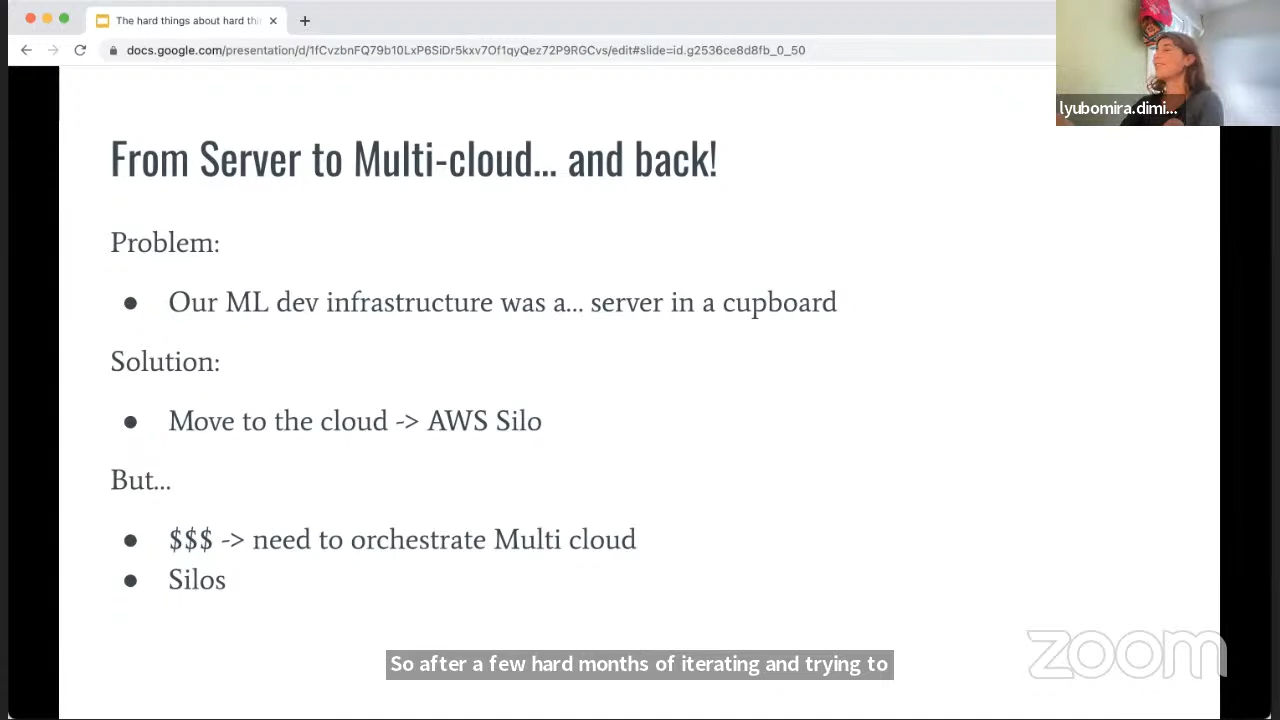 The hard things about hard thi
docs.google.com/presentation/d/1fCvzbnFQ79b10LxP6SiDr5kxv7Of1qyQez72P9RGCvs/edit#slide=id.g2536ce8d8fb_0_50
lyubomira.dimi...
From Server to Multi-cloud... and back!
Problem:
● Our ML dev infrastructure was a... server in a cupboard
Solution:
● Move to the cloud -> AWS Silo
But...
● $$$ -> need to orchestrate Multi cloud
● Silos
So after a few hard months of iterating and trying to
zoom